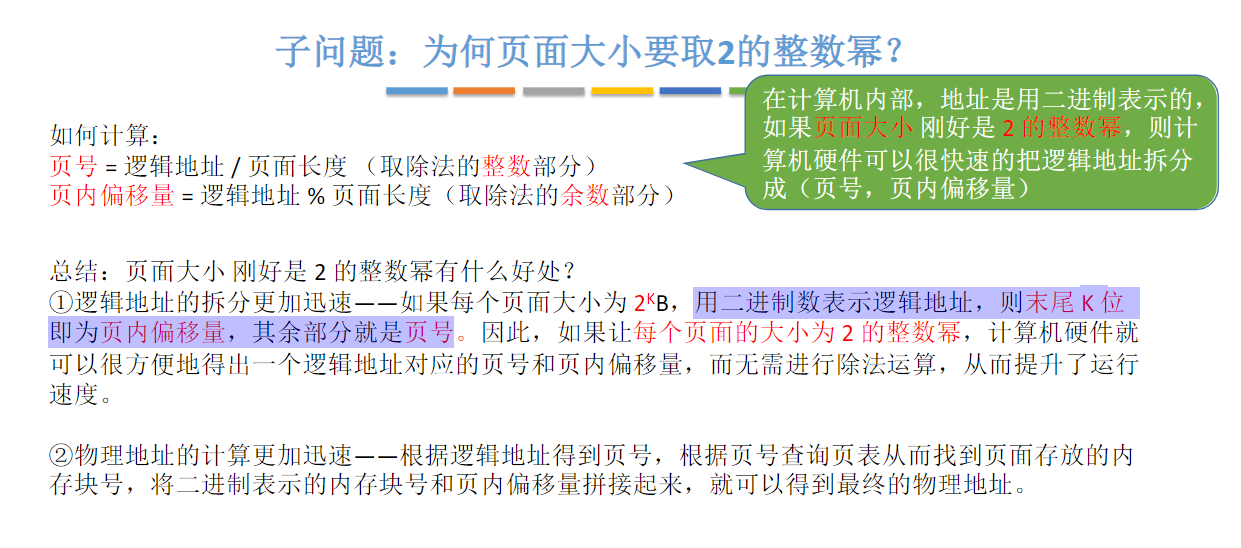 子问题：为何页面大小要取2的整数幂？
在计算机内部，地址是用二进制表示的，
如果页面大小 刚好是 2 的整数幂，则计
算机硬件可以很快速的把逻辑地址拆分
成（页号，页内偏移量）
如何计算：
页号 = 逻辑地址 / 页面长度 （取除法的整数部分）
页内偏移量 = 逻辑地址 % 页面长度（取除法的余数部分）
总结：页面大小 刚好是 2 的整数幂有什么好处？
①逻辑地址的拆分更加迅速——如果每个页面大小为 2ᴷB，用二进制数表示逻辑地址，则末尾 K 位
即为页内偏移量，其余部分就是页号。因此，如果让每个页面的大小为 2 的整数幂，计算机硬件就
可以很方便地得出一个逻辑地址对应的页号和页内偏移量，而无需进行除法运算，从而提升了运行
速度。
②物理地址的计算更加迅速——根据逻辑地址得到页号，根据页号查询页表从而找到页面存放的内
存块号，将二进制表示的内存块号和页内偏移量拼接起来，就可以得到最终的物理地址。